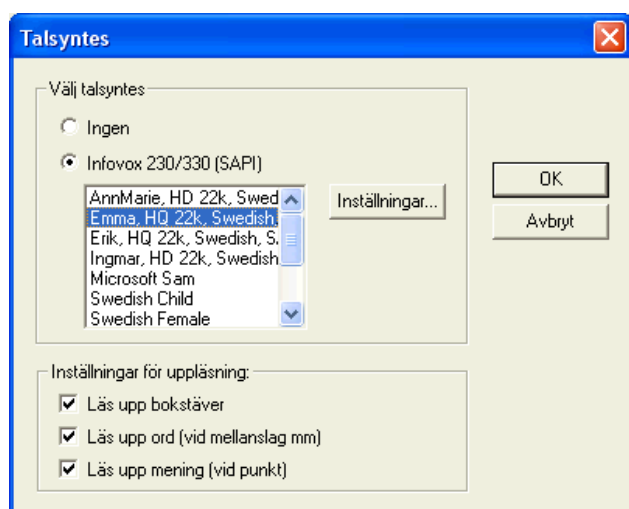 Talsyntes
Välj talsyntes
Ingen
Infovox 230/330 (SAPI)
AnnMarie, HD 22k, Swed
Emma, HQ 22k, Swedish,
Erik, HQ 22k, Swedish, S.
Ingmar, HD 22k, Swedish
Microsoft Sam
Swedish Child
Swedish Female
Inställningar...
OK
Avbryt
Inställningar för uppläsning:
Läs upp bokstäver
Läs upp ord (vid mellanslag mm)
Läs upp mening (vid punkt)